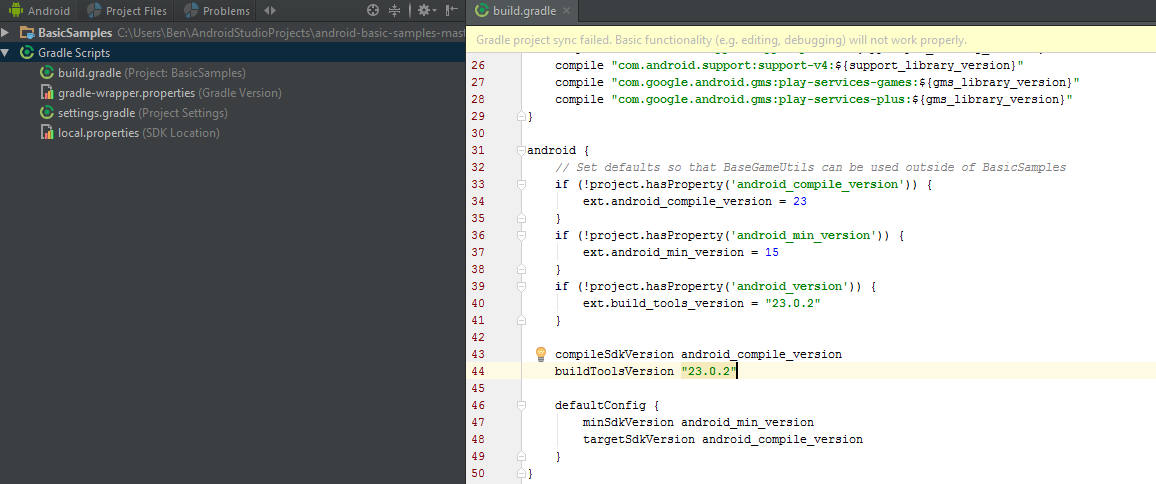 Android Project Files Problems
build.gradle
BasicSamples C:\Users\Ben\AndroidStudioProjects\android-basic-samples-mast
Gradle Scripts
build.gradle (Project: BasicSamples)
gradle-wrapper.properties (Gradle Version)
settings.gradle (Project Settings)
local.properties (SDK Location)
Gradle project sync failed. Basic functionality (e.g. editing, debugging) will not work properly.
26 compile "com.android.support:support-v4:${support_library_version}"
27 compile "com.google.android.gms:play-services-games:${gms_library_version}"
28 compile "com.google.android.gms:play-services-plus:${gms_library_version}"
29 }
30
31 android {
32 // Set defaults so that BaseGameUtils can be used outside of BasicSamples
33 if (!project.hasProperty('android_compile_version')) {
34 ext.android_compile_version = 23
35 }
36 if (!project.hasProperty('android_min_version')) {
37 ext.android_min_version = 15
38 }
39 if (!project.hasProperty('android_version')) {
40 ext.build_tools_version = "23.0.2"
41 }
42
43 compileSdkVersion android_compile_version
44 buildToolsVersion "23.0.2"
45
46 defaultConfig {
47 minSdkVersion android_min_version
48 targetSdkVersion android_compile_version
49 }
50 }